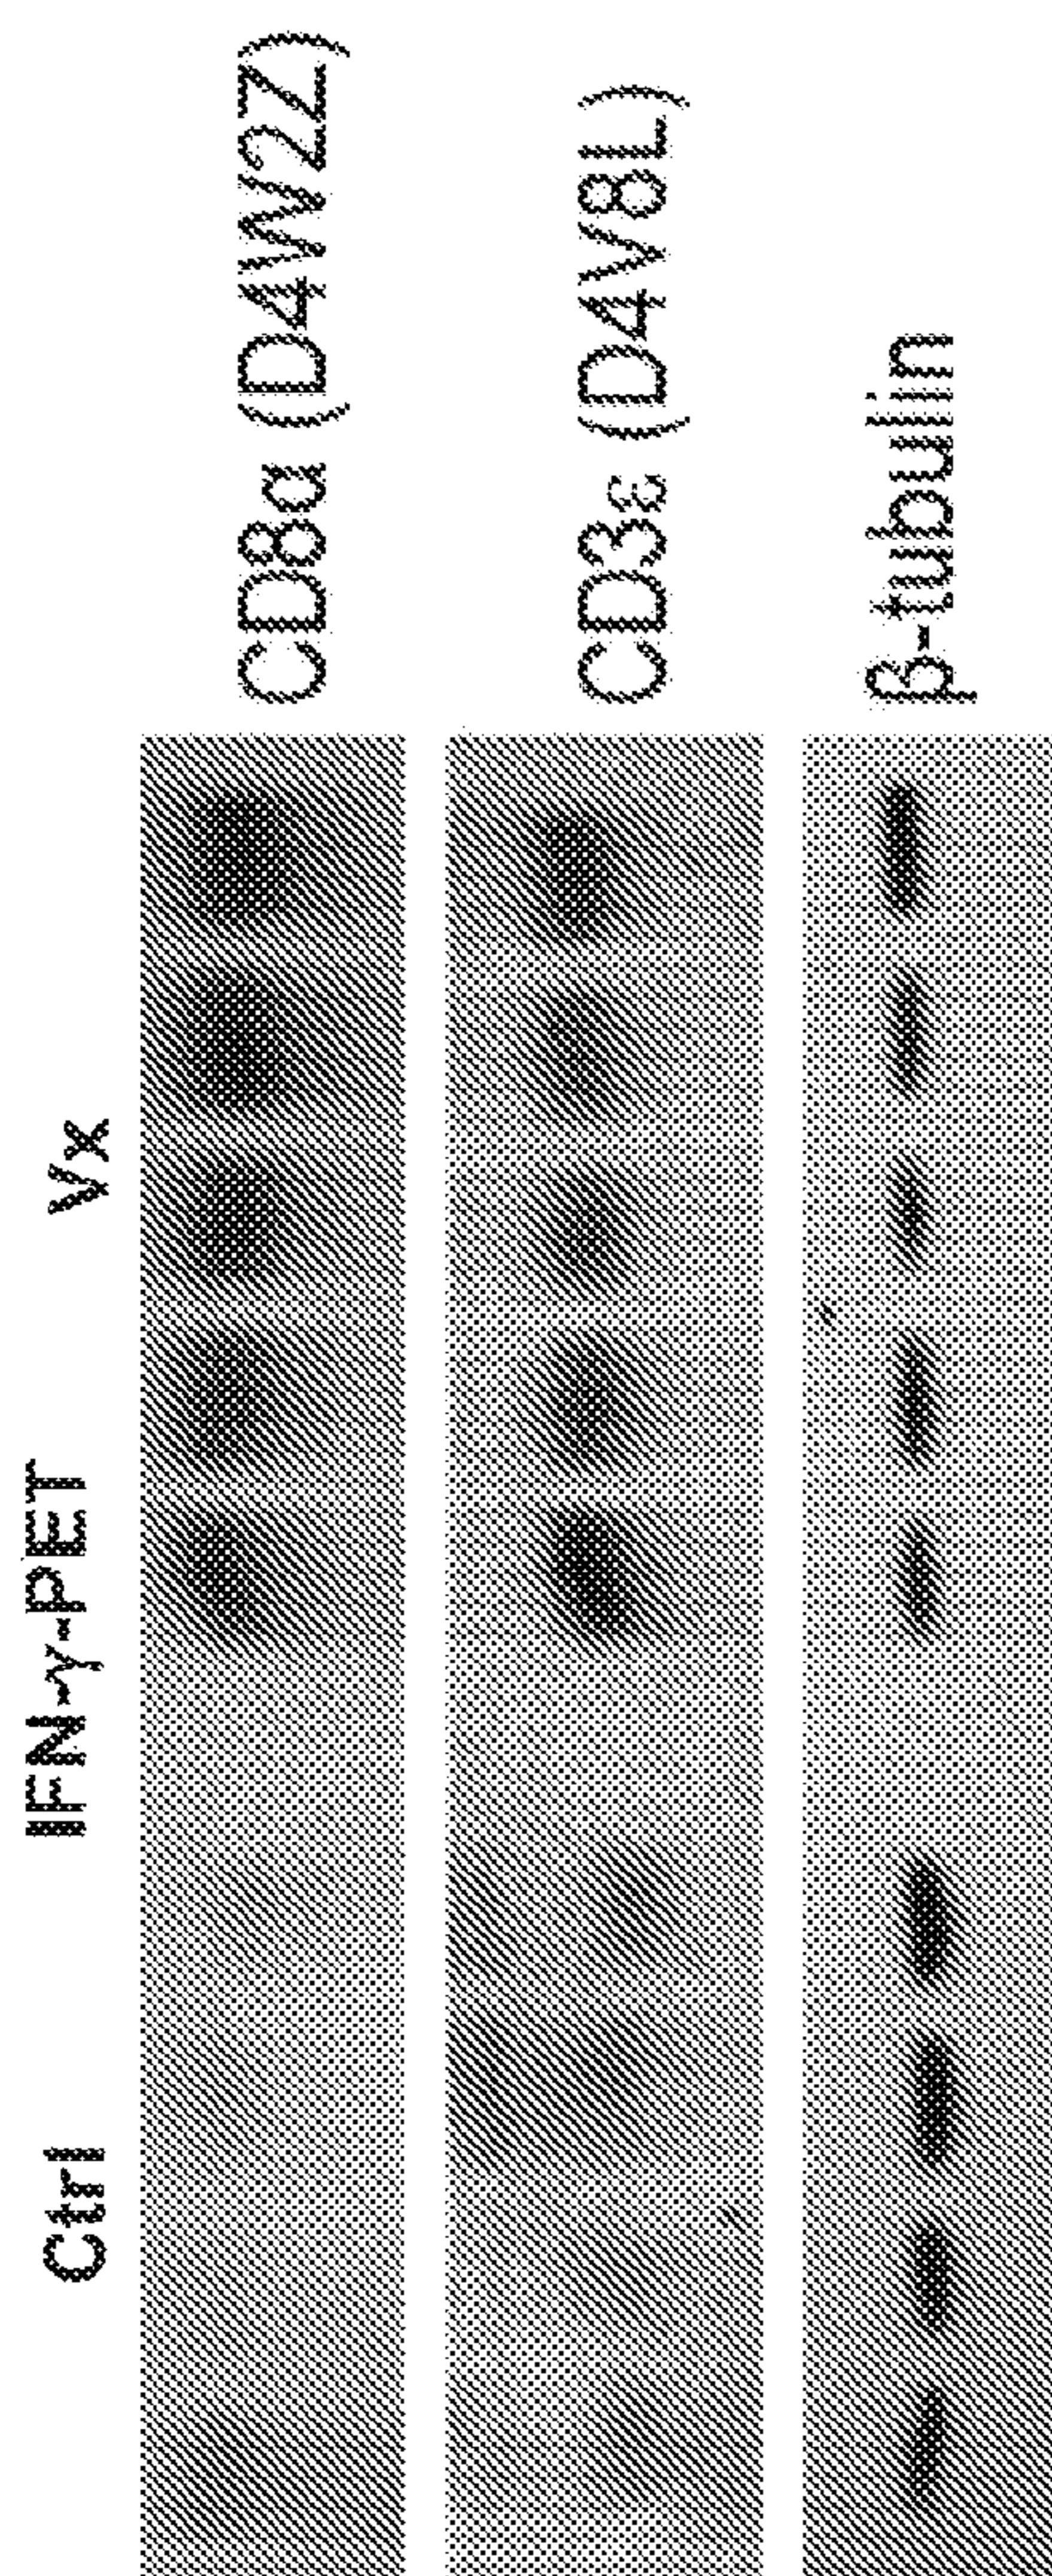 IFN-γ-PET
Ctrl
Vx
CD8α (D4W2Z)
CD3ε (D4V8L)
β-tubulin